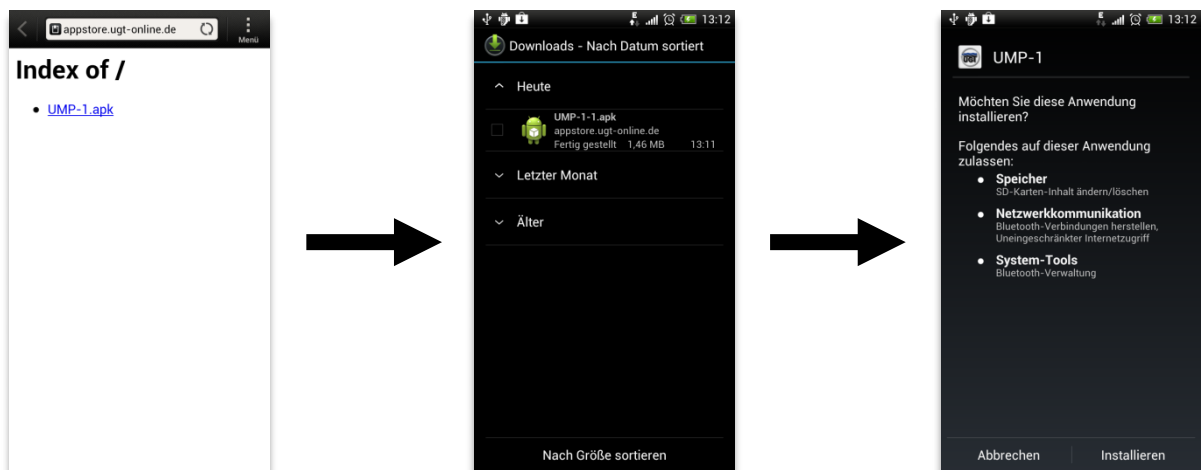 appstore.ugt-online.de
Menü
Index of /
• UMP-1.apk
13:12
Downloads - Nach Datum sortiert
Heute
UMP-1-1.apk
appstore.ugt-online.de
Fertig gestellt 1,46 MB 13:11
Letzter Monat
Älter
Nach Größe sortieren
13:12
UGT
UMP-1
Möchten Sie diese Anwendung
installieren?
Folgendes auf dieser Anwendung
zulassen:
• Speicher
SD-Karten-Inhalt ändern/löschen
• Netzwerkkommunikation
Bluetooth-Verbindungen herstellen,
Uneingeschränkter Internetzugriff
• System-Tools
Bluetooth-Verwaltung
Abbrechen Installieren